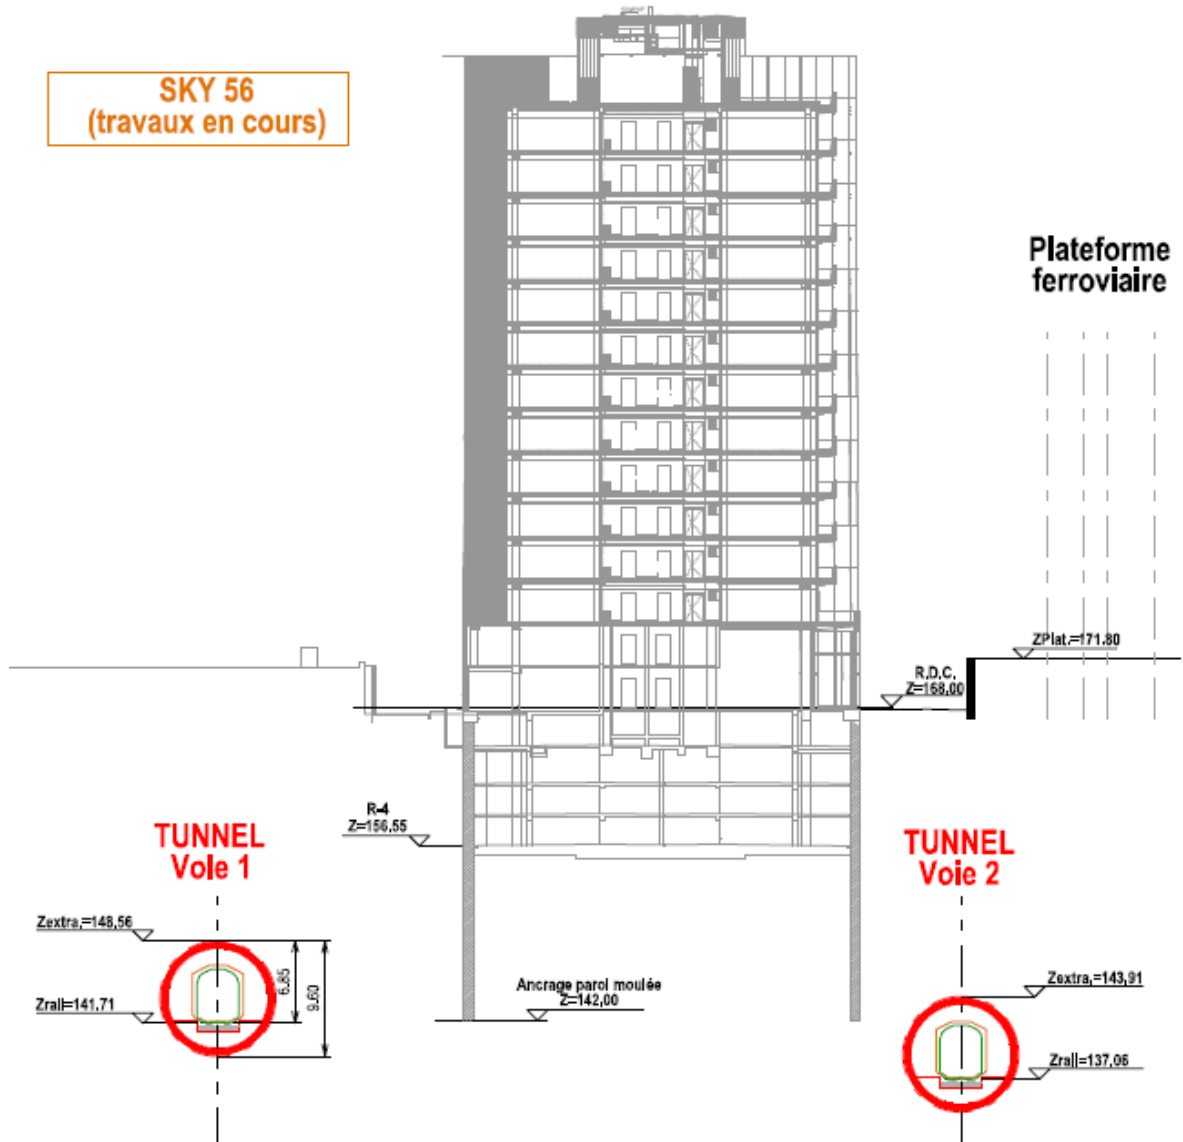 SKY 56
(travaux en cours)
Plateforme
ferroviaire
ZPlat.=171.80
R.D.C.
Z=168,00
R-4
Z=156,55
TUNNEL
Voie 1
TUNNEL
Voie 2
Zextra.=148,56
6.85
9.60
Zrail=141,71
Ancrage paroi moulée
Z=142,00
Zextra.=143,91
Zrail=137,06